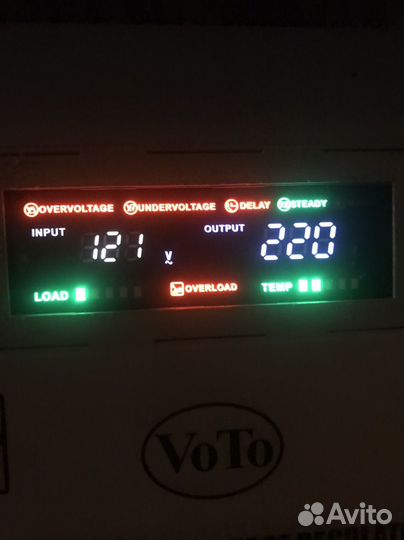 OVERVOLTAGE UNDERVOLTAGE DELAY STEADY
INPUT 121 V~ OUTPUT 220
LOAD OVERLOAD TEMP
VoTo
Avito